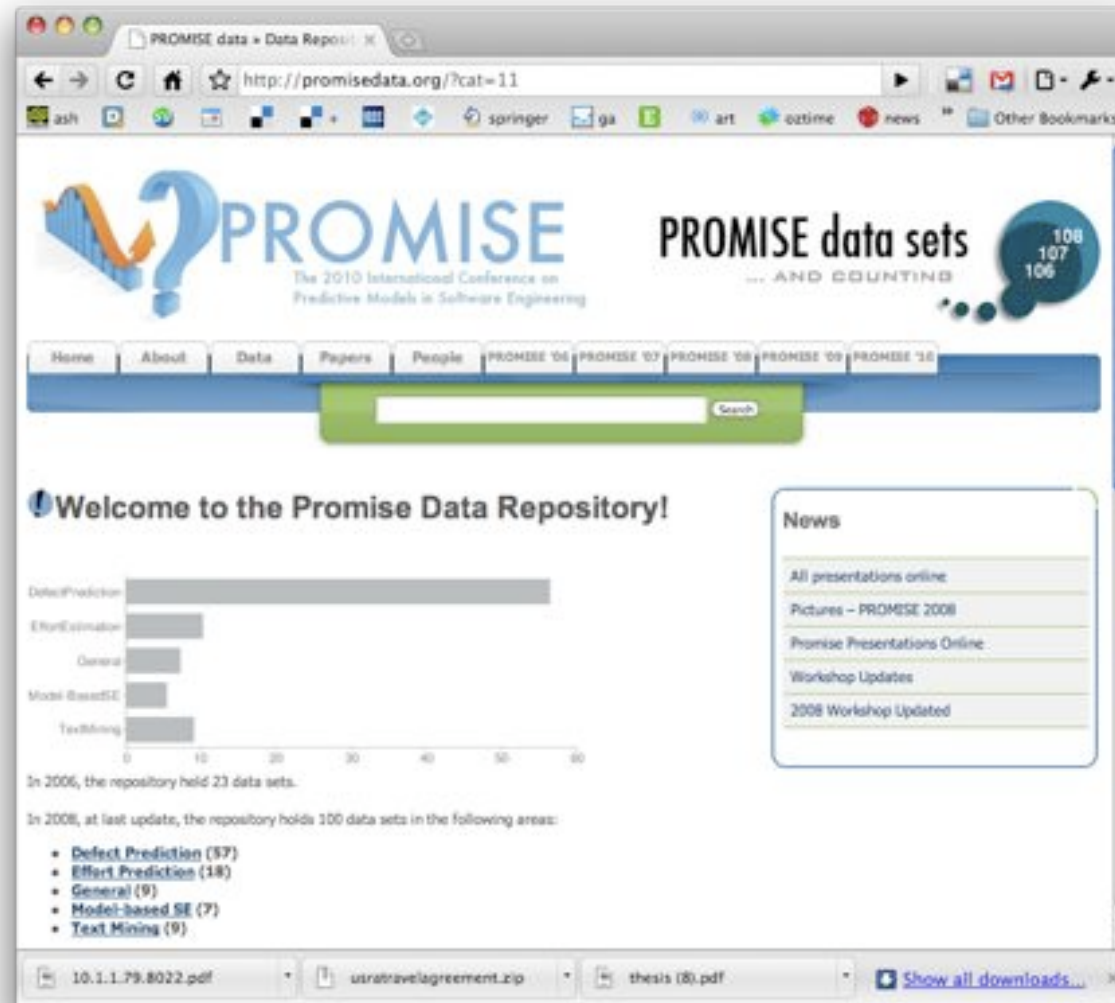 PROMISE data » Data Reposit
http://promisedata.org/?cat=11
ash
springer
ga
art
oztime
news
»
Other Bookmarks
PROMISE
The 2010 International Conference on
Predictive Models in Software Engineering
PROMISE data sets
... AND COUNTING
108
107
106
Home About Data Papers People PROMISE '06 PROMISE '07 PROMISE '08 PROMISE '09 PROMISE '10
Search
Welcome to the Promise Data Repository!
DefectPrediction
EffortEstimation
General
Model-BasedSE
TextMining
0 10 20 30 40 50 60
In 2006, the repository held 23 data sets.
In 2008, at last update, the repository holds 100 data sets in the following areas:
• Defect Prediction (57)
• Effort Prediction (18)
• General (9)
• Model-based SE (7)
• Text Mining (9)
News
All presentations online
Pictures – PROMISE 2008
Promise Presentations Online
Workshop Updates
2008 Workshop Updated
10.1.1.79.8022.pdf
usratravelagreement.zip
thesis (8).pdf
Show all downloads...